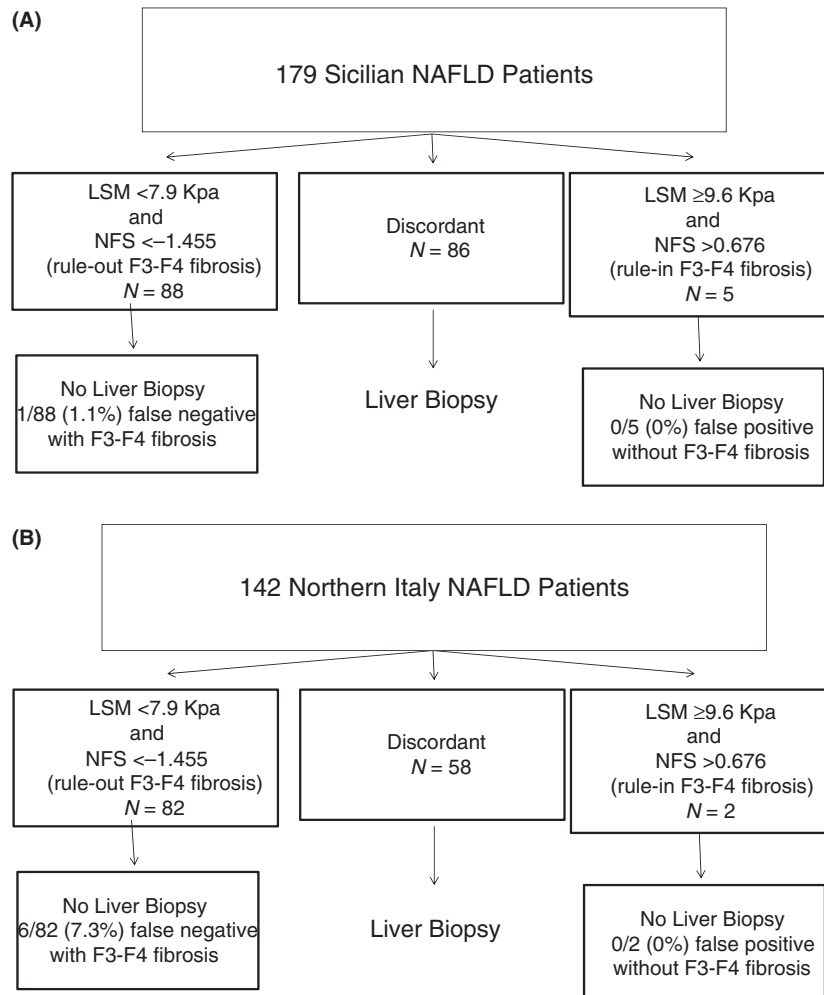 (A)
179 Sicilian NAFLD Patients
LSM <7.9 Kpa
and
NFS <–1.455
(rule-out F3-F4 fibrosis)
N = 88
Discordant
N = 86
LSM ≥9.6 Kpa
and
NFS >0.676
(rule-in F3-F4 fibrosis)
N = 5
No Liver Biopsy
1/88 (1.1%) false negative
with F3-F4 fibrosis
Liver Biopsy
No Liver Biopsy
0/5 (0%) false positive
without F3-F4 fibrosis
(B)
142 Northern Italy NAFLD Patients
LSM <7.9 Kpa
and
NFS <–1.455
(rule-out F3-F4 fibrosis)
N = 82
Discordant
N = 58
LSM ≥9.6 Kpa
and
NFS >0.676
(rule-in F3-F4 fibrosis)
N = 2
No Liver Biopsy
6/82 (7.3%) false negative
with F3-F4 fibrosis
Liver Biopsy
No Liver Biopsy
0/2 (0%) false positive
without F3-F4 fibrosis